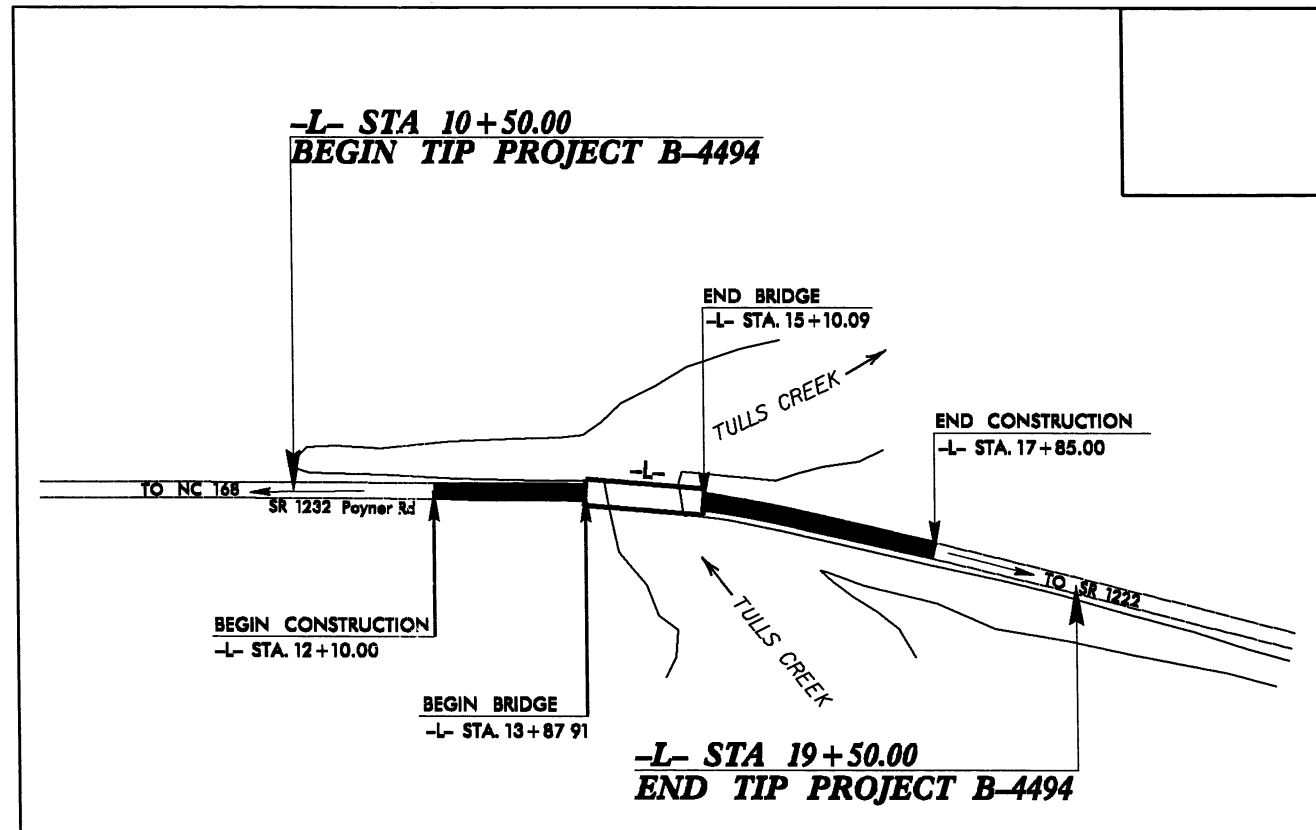 -L- STA 10+50.00
BEGIN TIP PROJECT B-4494
END BRIDGE
-L- STA. 15+10.09
TULLS CREEK
END CONSTRUCTION
-L- STA. 17+85.00
-L-
TO NC 168
SR 1232 Poyner Rd
TO SR 1222
BEGIN CONSTRUCTION
-L- STA. 12+10.00
TULLS CREEK
BEGIN BRIDGE
-L- STA. 13+87 91
-L- STA 19+50.00
END TIP PROJECT B-4494